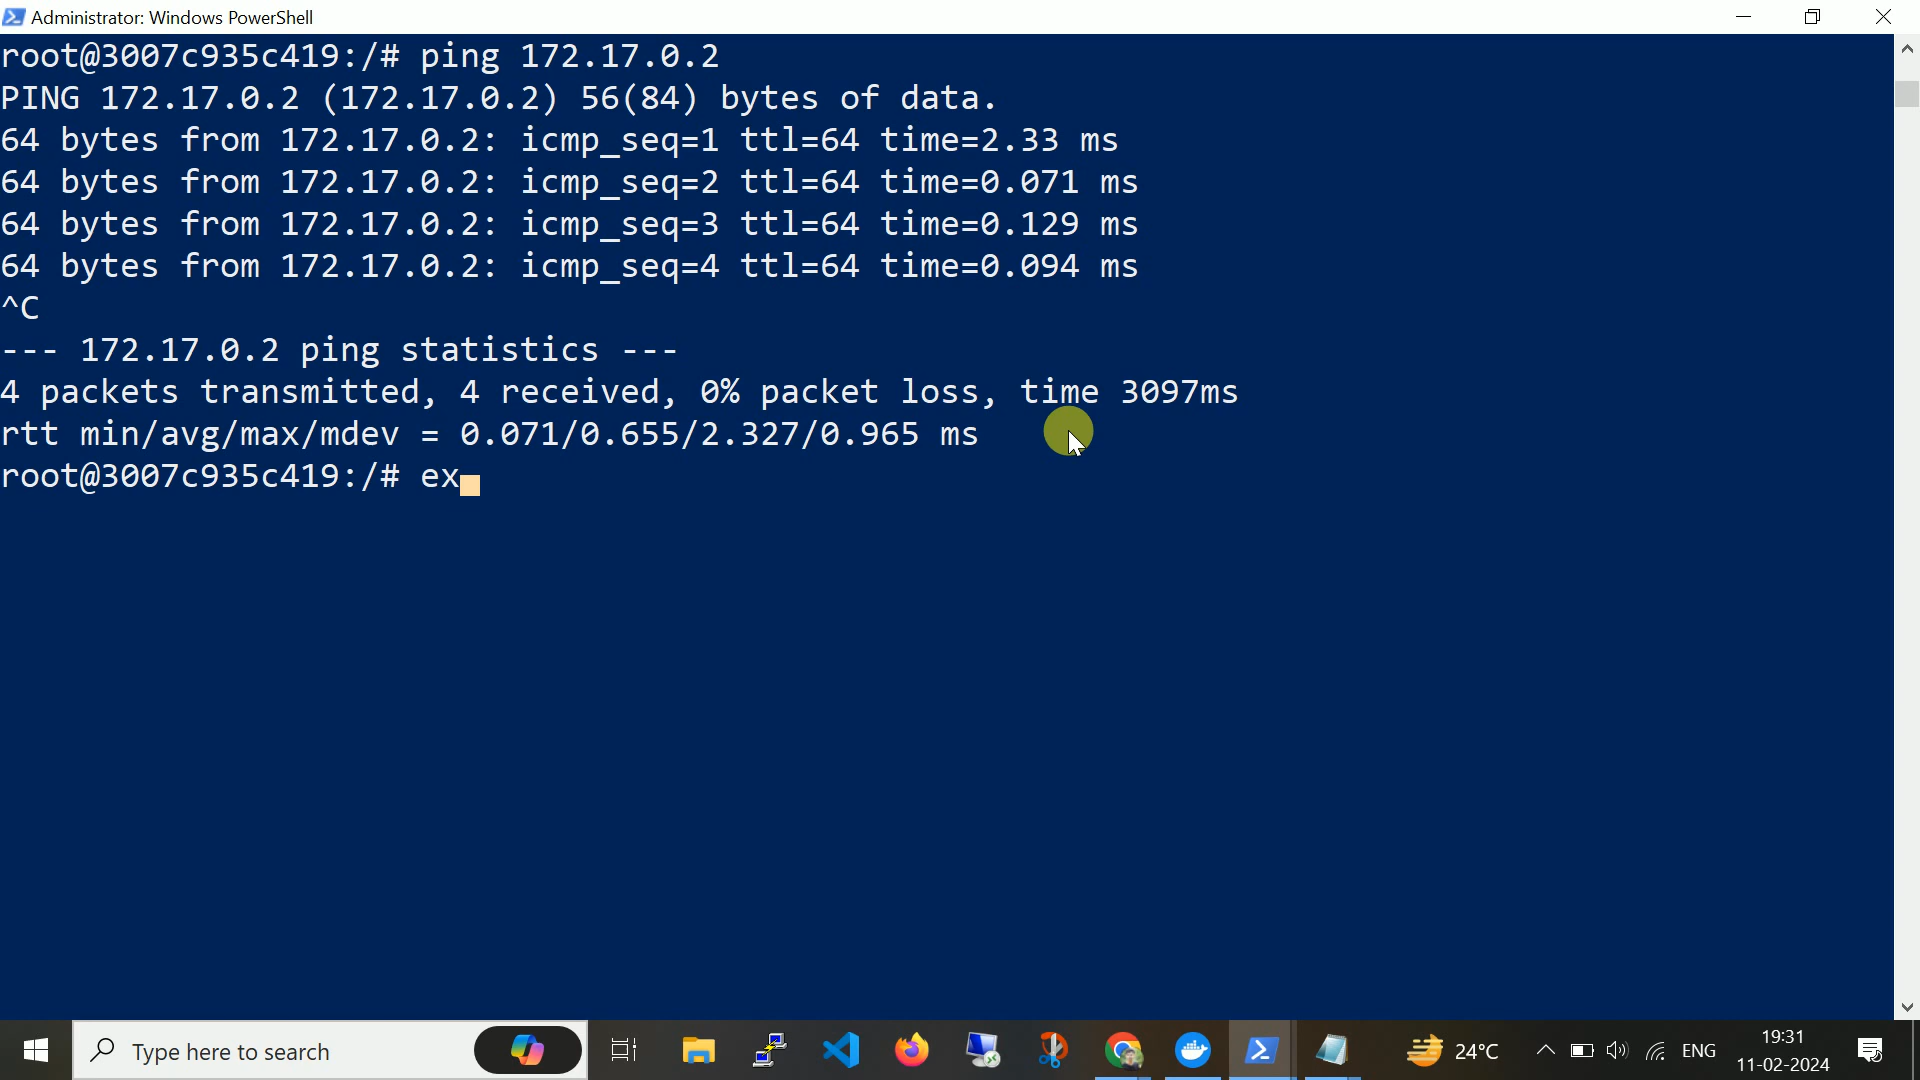 Administrator: Windows PowerShell
root@3007c935c419:/# ping 172.17.0.2
PING 172.17.0.2 (172.17.0.2) 56(84) bytes of data.
64 bytes from 172.17.0.2: icmp_seq=1 ttl=64 time=2.33 ms
64 bytes from 172.17.0.2: icmp_seq=2 ttl=64 time=0.071 ms
64 bytes from 172.17.0.2: icmp_seq=3 ttl=64 time=0.129 ms
64 bytes from 172.17.0.2: icmp_seq=4 ttl=64 time=0.094 ms
^C
--- 172.17.0.2 ping statistics ---
4 packets transmitted, 4 received, 0% packet loss, time 3097ms
rtt min/avg/max/mdev = 0.071/0.655/2.327/0.965 ms
root@3007c935c419:/# ex
Type here to search
24°C
ENG
19:31
11-02-2024